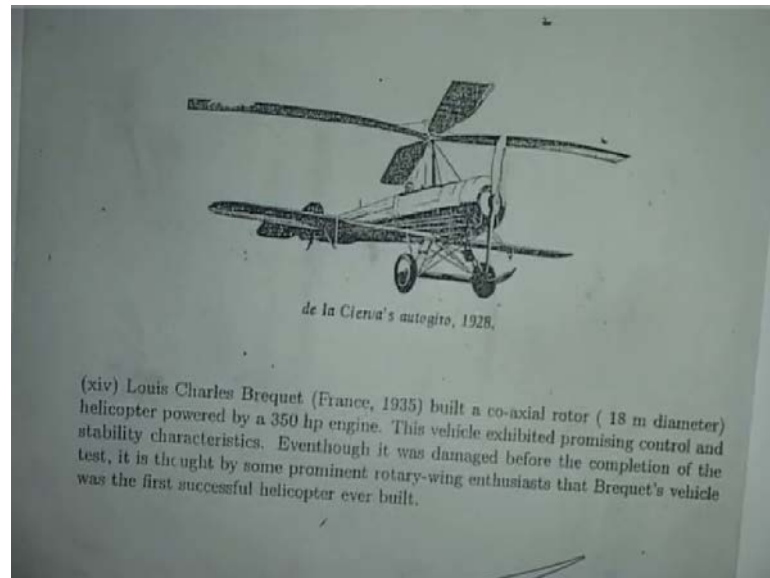 de la Cierva's autogiro, 1928.
(xiv) Louis Charles Brequet (France, 1935) built a co-axial rotor ( 18 m diameter)
helicopter powered by a 350 hp engine. This vehicle exhibited promising control and
stability characteristics. Eventhough it was damaged before the completion of the
test, it is thought by some prominent rotary-wing enthusiasts that Brequet's vehicle
was the first successful helicopter ever built.